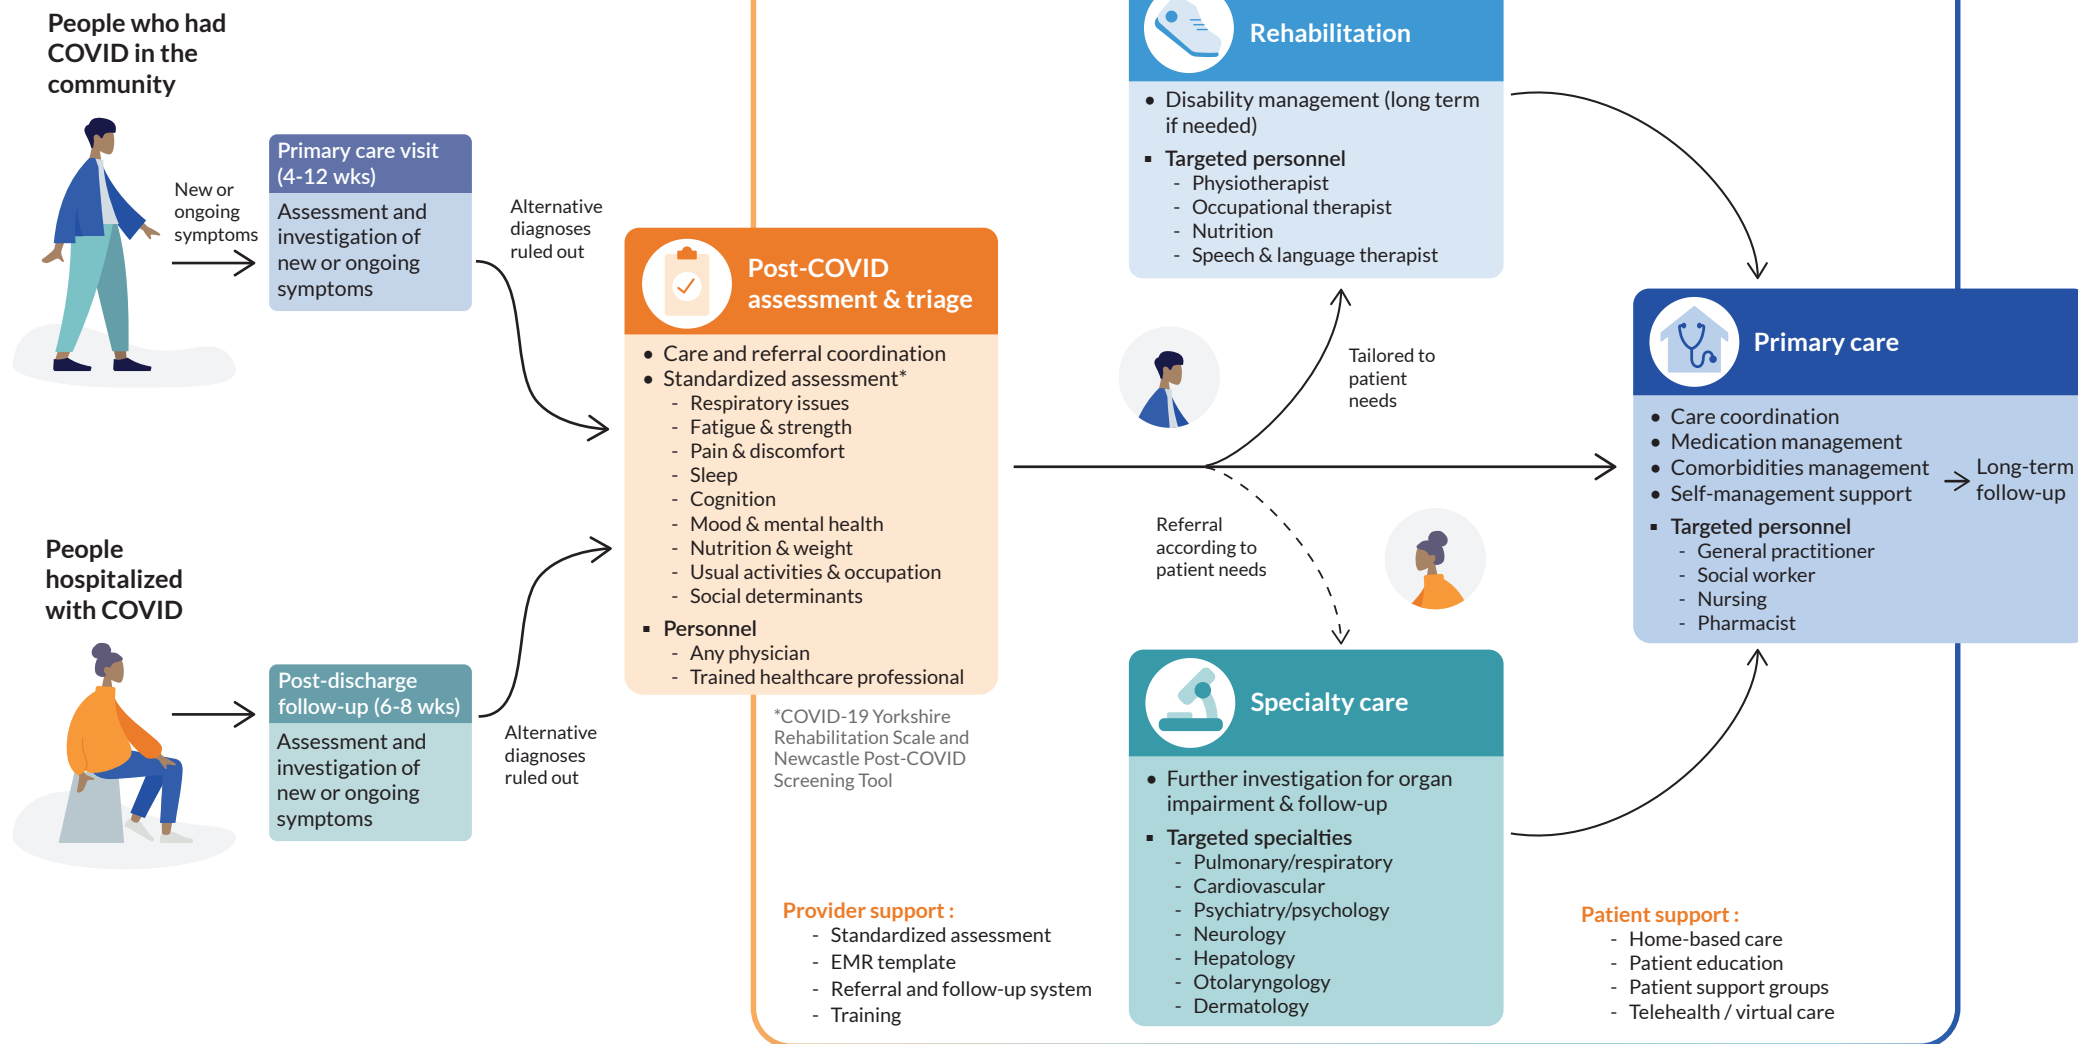 People who had
COVID in the
community
New or
ongoing
symptoms
Primary care visit
(4-12 wks)
Assessment and
investigation of
new or ongoing
symptoms
Alternative
diagnoses
ruled out
People
hospitalized
with COVID
Post-discharge
follow-up (6-8 wks)
Assessment and
investigation of
new or ongoing
symptoms
Alternative
diagnoses
ruled out
Post-COVID
assessment & triage
• Care and referral coordination
• Standardized assessment*
- Respiratory issues
- Fatigue & strength
- Pain & discomfort
- Sleep
- Cognition
- Mood & mental health
- Nutrition & weight
- Usual activities & occupation
- Social determinants
▪ Personnel
- Any physician
- Trained healthcare professional
*COVID-19 Yorkshire
Rehabilitation Scale and
Newcastle Post-COVID
Screening Tool
Provider support :
- Standardized assessment
- EMR template
- Referral and follow-up system
- Training
Rehabilitation
• Disability management (long term
if needed)
▪ Targeted personnel
- Physiotherapist
- Occupational therapist
- Nutrition
- Speech & language therapist
Tailored to
patient
needs
Referral
according to
patient needs
Specialty care
• Further investigation for organ
impairment & follow-up
▪ Targeted specialties
- Pulmonary/respiratory
- Cardiovascular
- Psychiatry/psychology
- Neurology
- Hepatology
- Otolaryngology
- Dermatology
Primary care
• Care coordination
• Medication management
• Comorbidities management
• Self-management support
Long-term
follow-up
▪ Targeted personnel
- General practitioner
- Social worker
- Nursing
- Pharmacist
Patient support :
- Home-based care
- Patient education
- Patient support groups
- Telehealth / virtual care